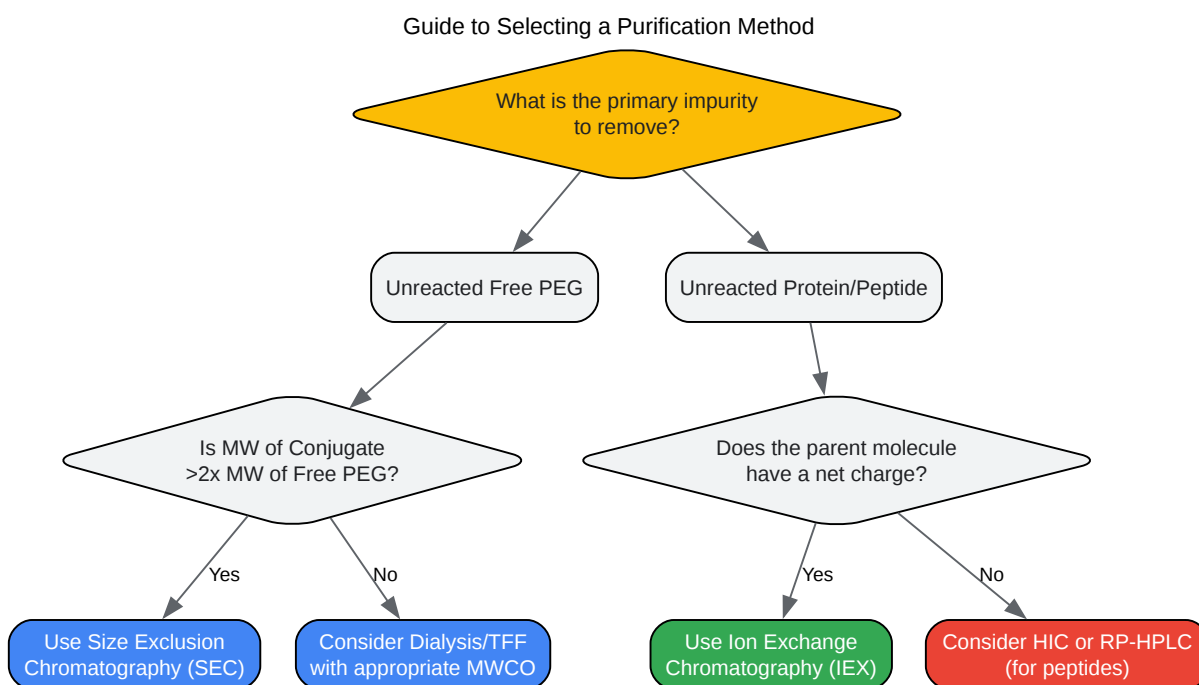 Guide to Selecting a Purification Method
What is the primary impurity
to remove?
Unreacted Free PEG
Unreacted Protein/Peptide
Is MW of Conjugate
>2x MW of Free PEG?
Does the parent molecule
have a net charge?
Yes
No
Yes
No
Use Size Exclusion
Chromatography (SEC)
Consider Dialysis/TFF
with appropriate MWCO
Use Ion Exchange
Chromatography (IEX)
Consider HIC or RP-HPLC
(for peptides)